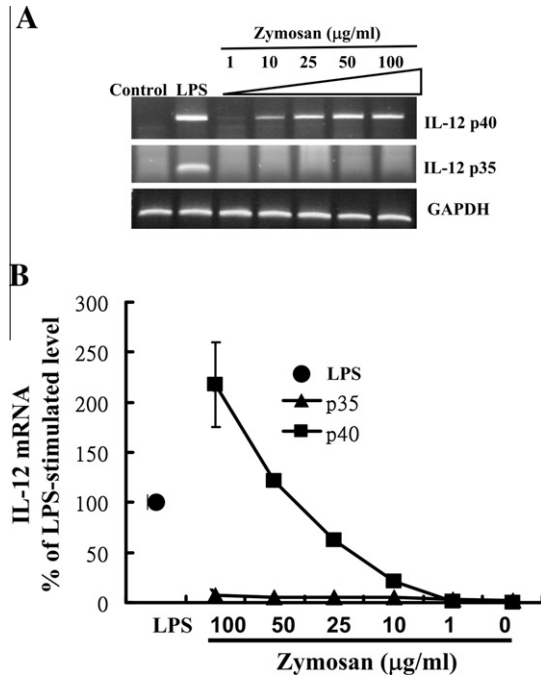 A
Zymosan (μg/ml)
1 10 25 50 100
Control LPS
IL-12 p40
IL-12 p35
GAPDH
B
IL-12 mRNA
% of LPS-stimulated level
300
250
200
150
100
50
0
LPS
p35
p40
LPS 100 50 25 10 1 0
Zymosan (μg/ml)